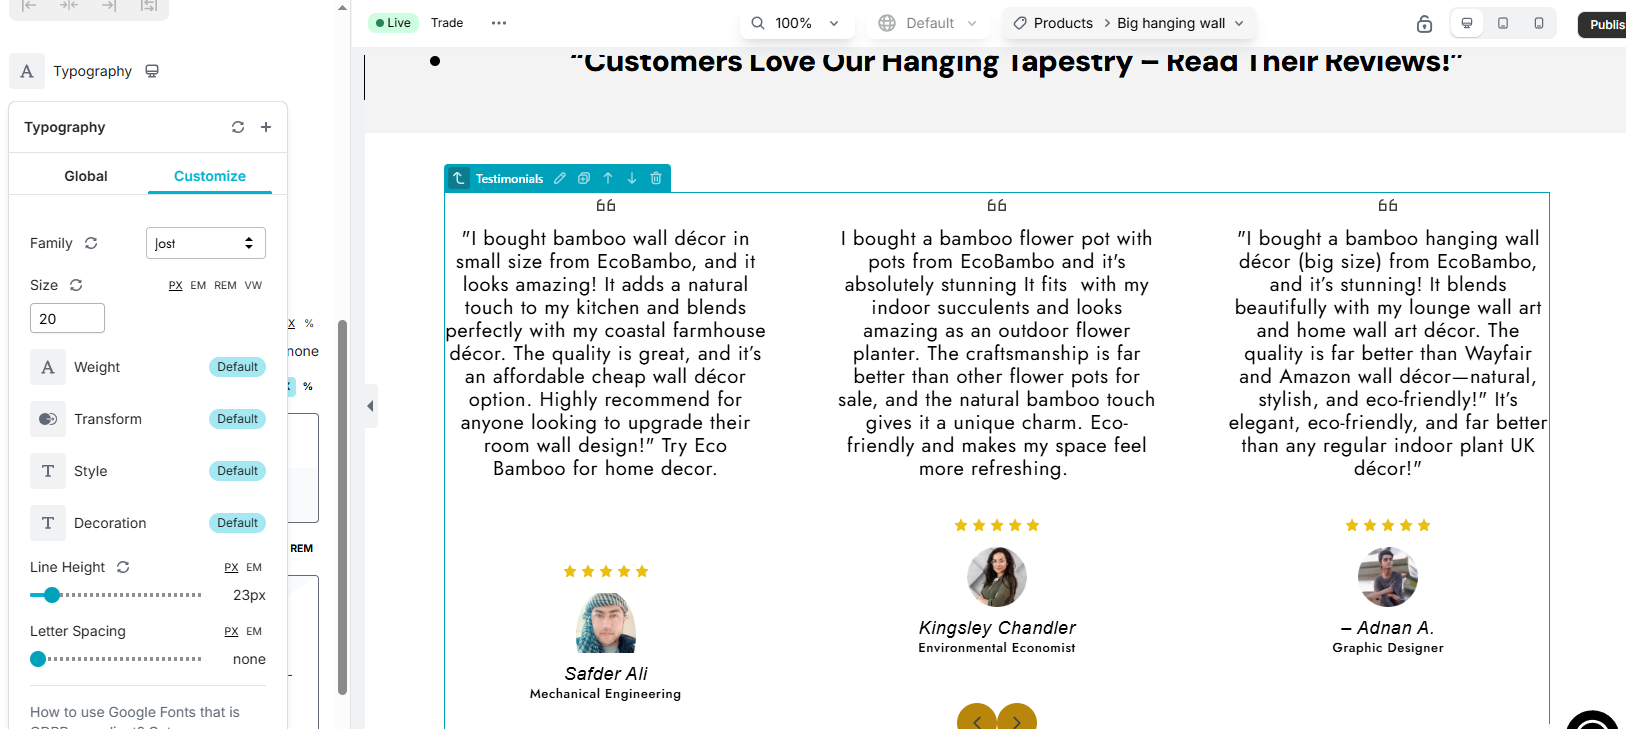 Live
Trade
100%
Default
Products
Big hanging wall
Publis
Typography
"Customers Love Our Hanging Tapestry – Read Their Reviews!"
Typography
Global
Customize
Family
Jost
Size
PX EM REM VW
20
X %
none
Weight
Default
%
Transform
Default
Style
Default
Decoration
Default
REM
Line Height
PX EM
23px
Letter Spacing
PX EM
none
How to use Google Fonts that is
Testimonials
"I bought bamboo wall décor in
small size from EcoBambo, and it
looks amazing! It adds a natural
touch to my kitchen and blends
perfectly with my coastal farmhouse
décor. The quality is great, and it's
an affordable cheap wall décor
option. Highly recommend for
anyone looking to upgrade their
room wall design!" Try Eco
Bamboo for home decor.
Safder Ali
Mechanical Engineering
I bought a bamboo flower pot with
pots from EcoBambo and it's
absolutely stunning It fits  with my
indoor succulents and looks
amazing as an outdoor flower
planter. The craftsmanship is far
better than other flower pots for
sale, and the natural bamboo touch
gives it a unique charm. Eco-
friendly and makes my space feel
more refreshing.
Kingsley Chandler
Environmental Economist
"I bought a bamboo hanging wall
décor (big size) from EcoBambo,
and it's stunning! It blends
beautifully with my lounge wall art
and home wall art décor. The
quality is far better than Wayfair
and Amazon wall décor—natural,
stylish, and eco-friendly!" It's
elegant, eco-friendly, and far better
than any regular indoor plant UK
décor!"
– Adnan A.
Graphic Designer